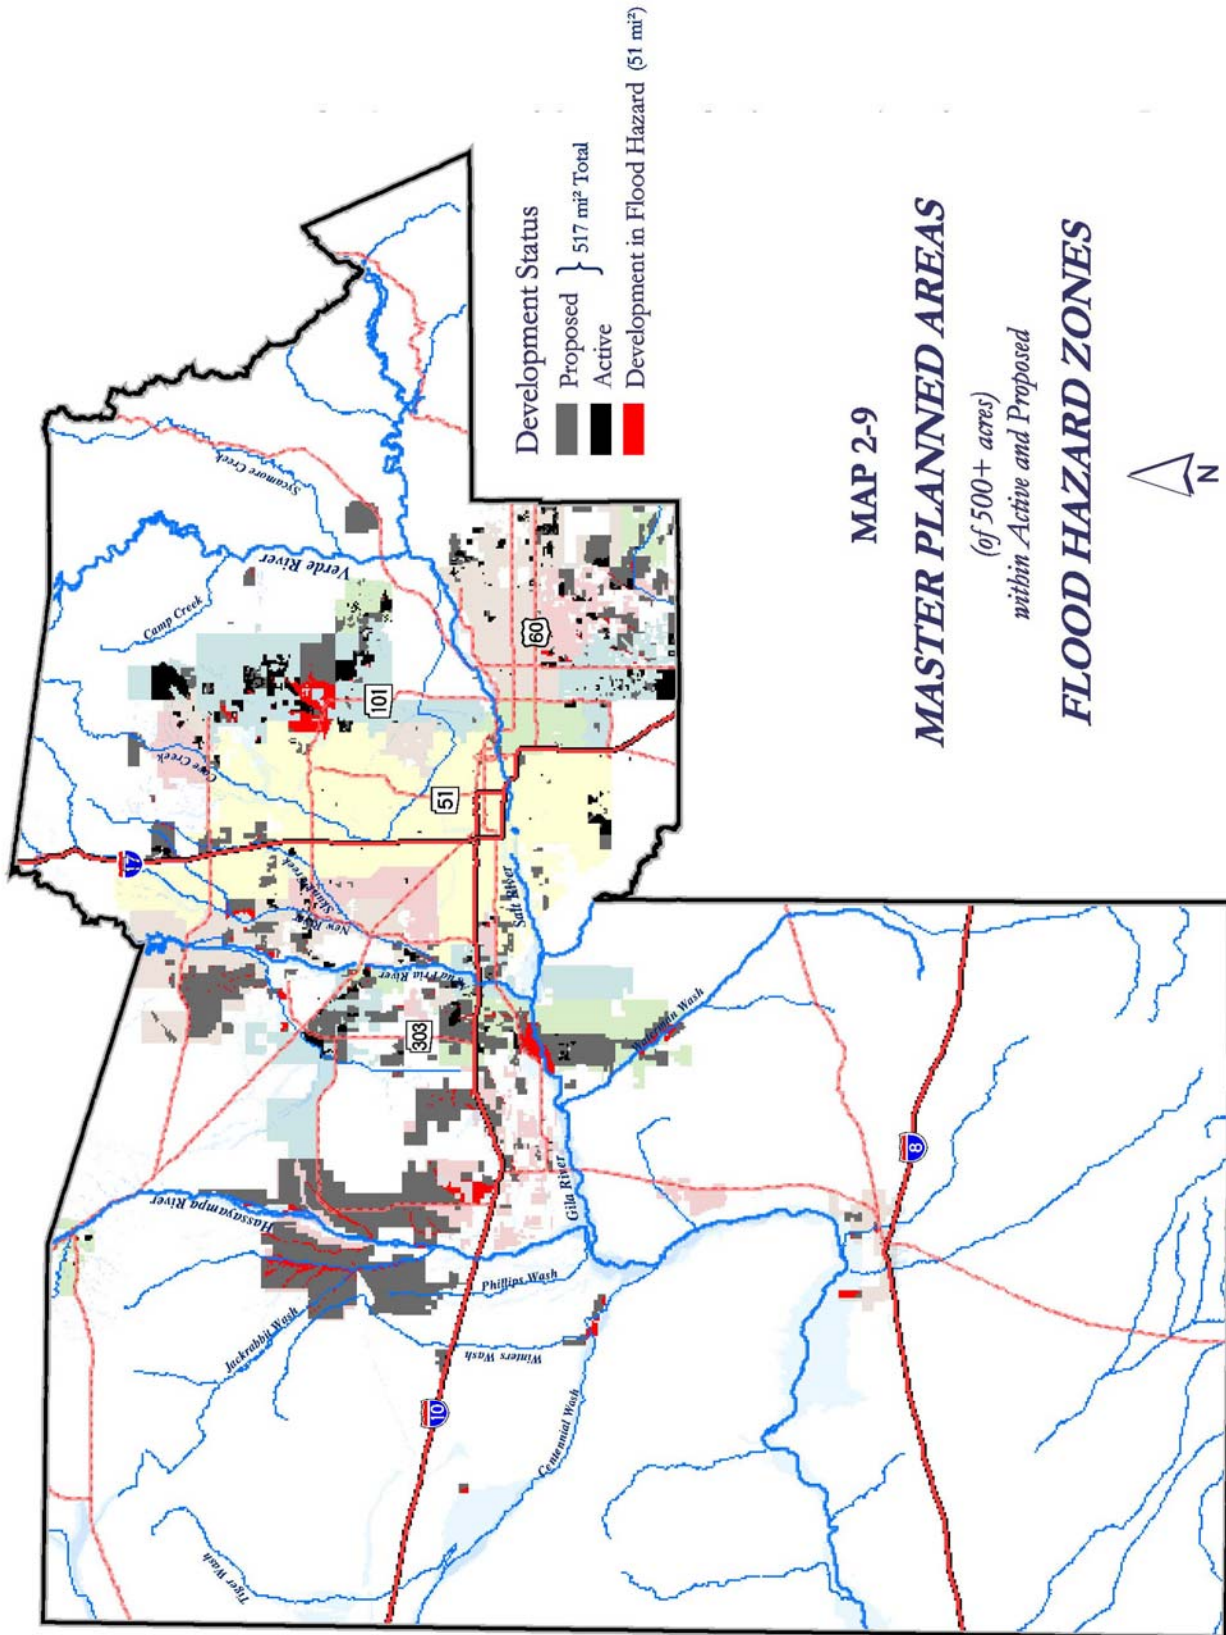 MAP 2-9
MASTER PLANNED AREAS
(of 500+ acres)
within Active and Proposed
FLOOD HAZARD ZONES
N
Development Status
Proposed
Active
} 517 mi² Total
Development in Flood Hazard (51 mi²)
Sycamore Creek
Verde River
Camp Creek
Cave Creek
Skunk Creek
New River
Agua Fria River
Salt River
Gila River
Waterman Wash
Hassayampa River
Jackrabbit Wash
Phillips Wash
Winters Wash
Centennial Wash
Tiger Wash
17
101
51
60
303
10
8